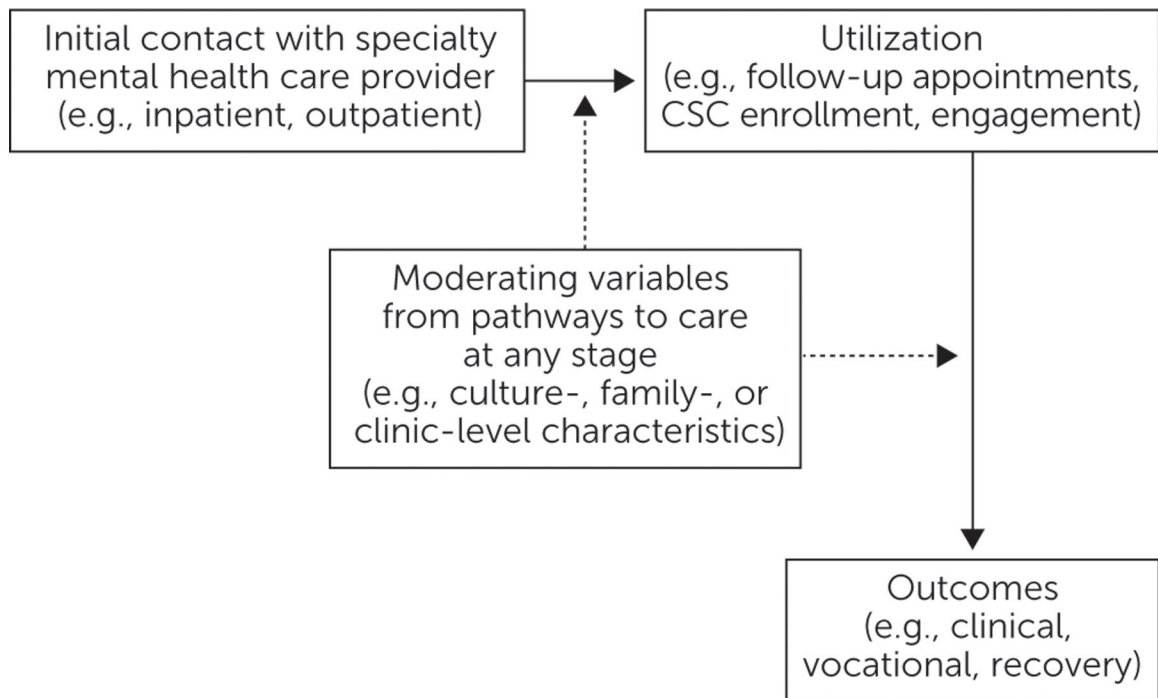 Initial contact with specialty
mental health care provider
(e.g., inpatient, outpatient)
Utilization
(e.g., follow-up appointments,
CSC enrollment, engagement)
Moderating variables
from pathways to care
at any stage
(e.g., culture-, family-, or
clinic-level characteristics)
Outcomes
(e.g., clinical,
vocational, recovery)